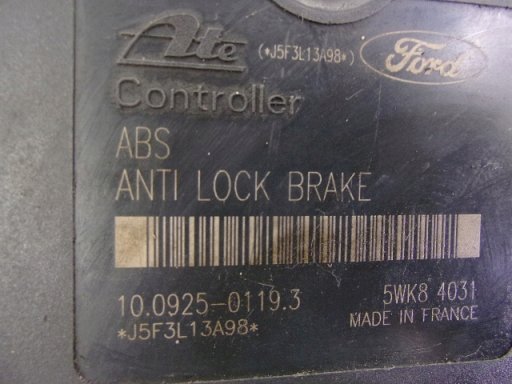 Ate (*J5F3L13A98*) Ford
Controller
ABS
ANTI LOCK BRAKE
10.0925-0119.3 5WK8 4031
*J5F3L13A98* MADE IN FRANCE